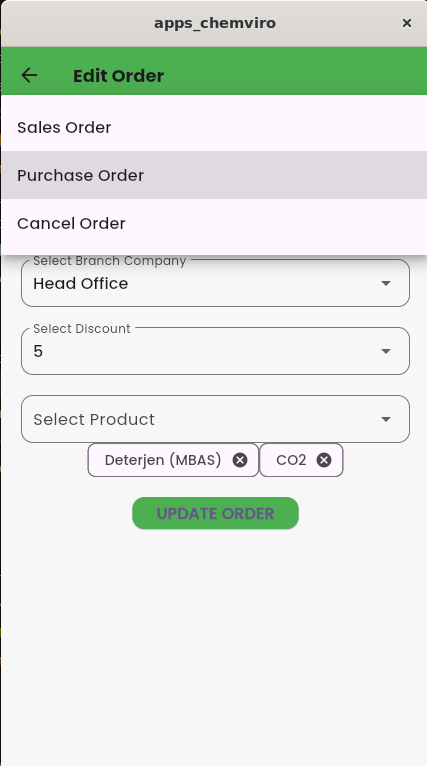 apps_chemviro
Edit Order
Sales Order
Purchase Order
Cancel Order
Select Branch Company
Head Office
Select Discount
5
Select Product
Deterjen (MBAS)
CO2
UPDATE ORDER